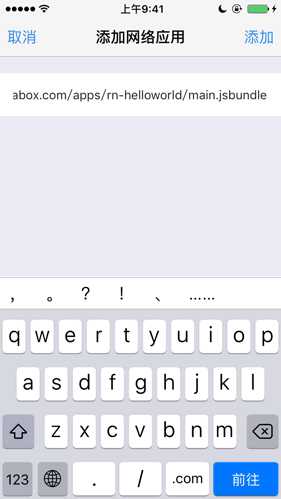 上午9:41
取消 添加网络应用 添加
abox.com/apps/rn-helloworld/main.jsbundle
， 。 ？ ！ 、 ……
q w e r t y u i o p
a s d f g h j k l
z x c v b n m
123 . / .com 前往